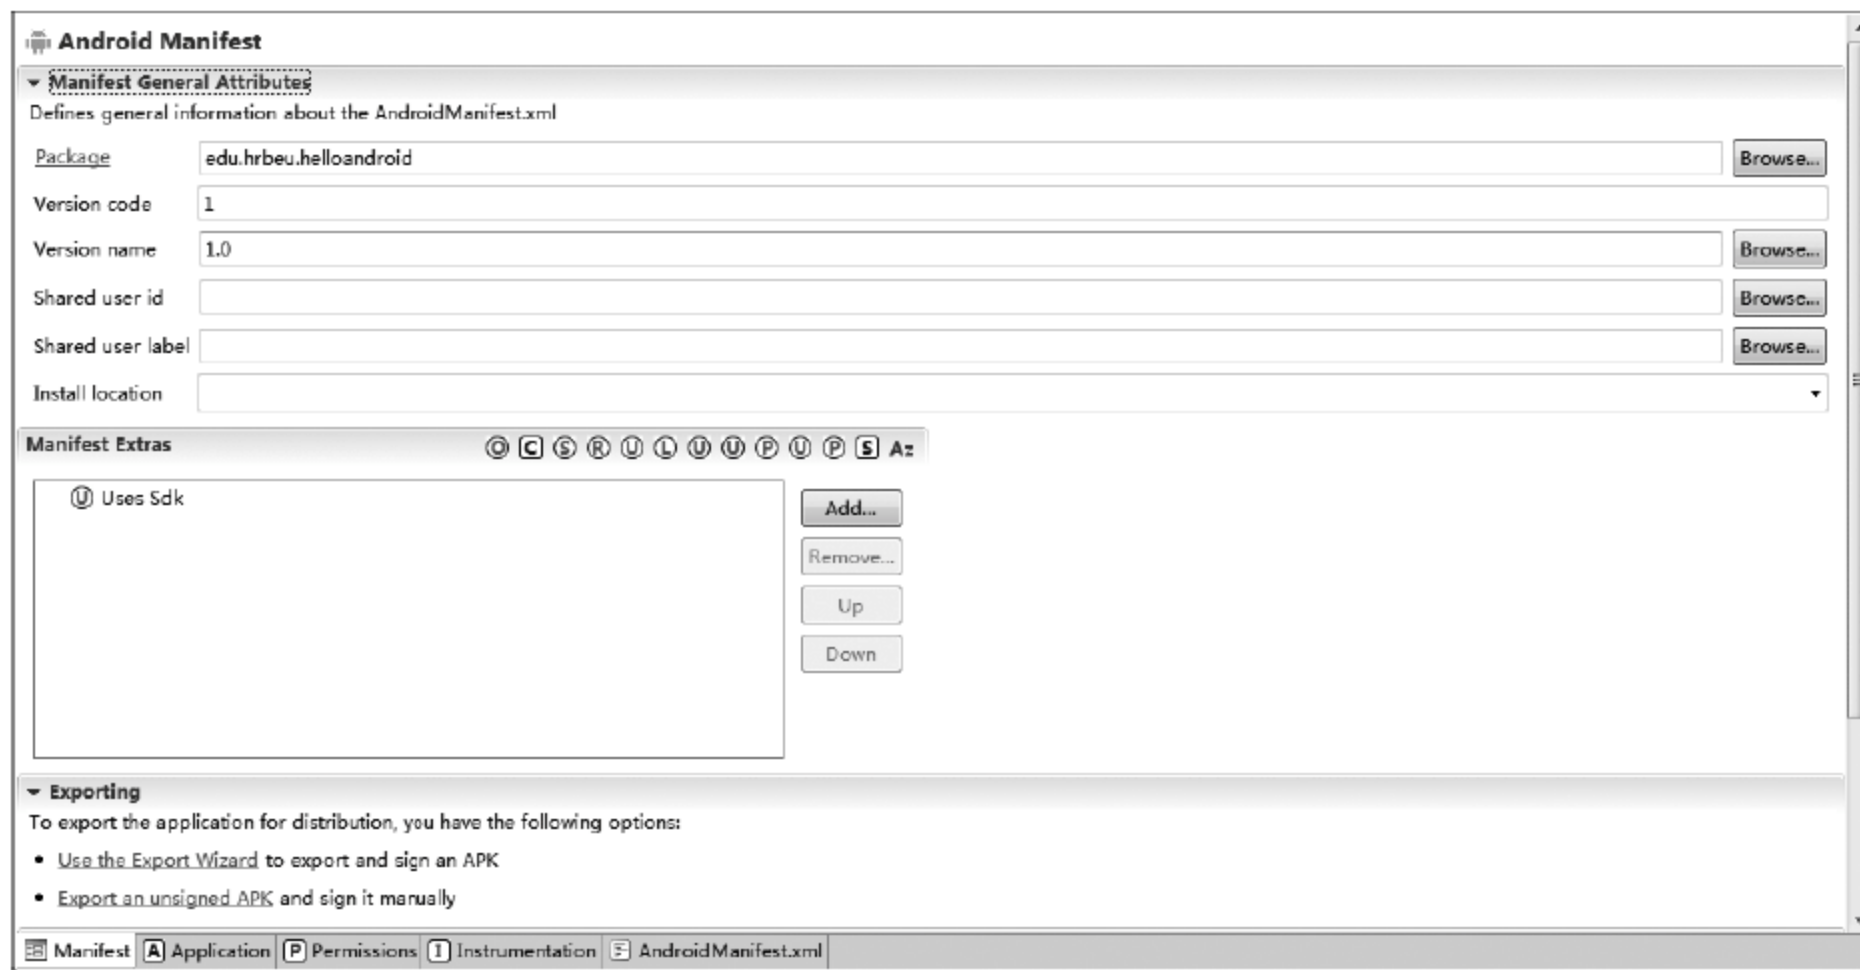 Android Manifest
Manifest General Attributes
Defines general information about the AndroidManifest.xml
Package edu.hrbeu.helloandroid Browse...
Version code 1
Version name 1.0 Browse...
Shared user id Browse...
Shared user label Browse...
Install location
Manifest Extras O C S R U L U U P U P S Az
U Uses Sdk
Add...
Remove...
Up
Down
Exporting
To export the application for distribution, you have the following options:
• Use the Export Wizard to export and sign an APK
• Export an unsigned APK and sign it manually
Manifest A Application P Permissions I Instrumentation AndroidManifest.xml